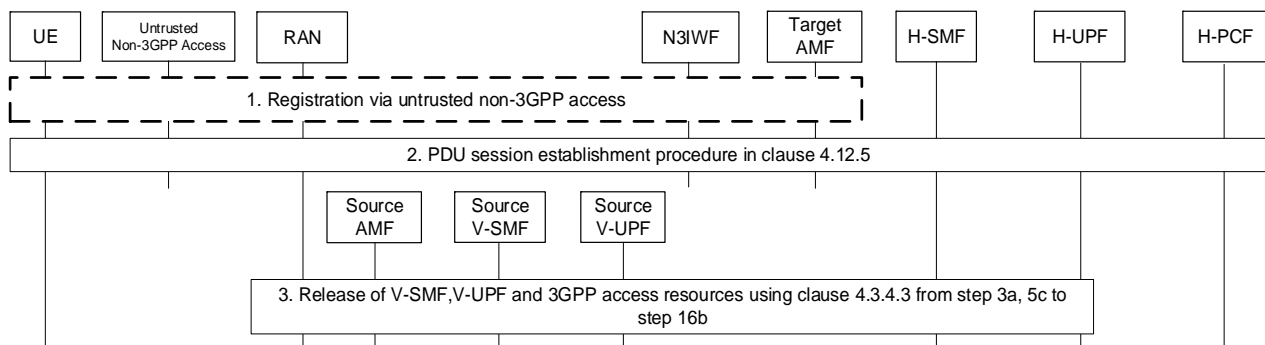 UE
Untrusted
Non-3GPP Access
RAN
N3IWF
Target
AMF
H-SMF
H-UPF
H-PCF
1. Registration via untrusted non-3GPP access
2. PDU session establishment procedure in clause 4.12.5
Source
AMF
Source
V-SMF
Source
V-UPF
3. Release of V-SMF,V-UPF and 3GPP access resources using clause 4.3.4.3 from step 3a, 5c to
step 16b